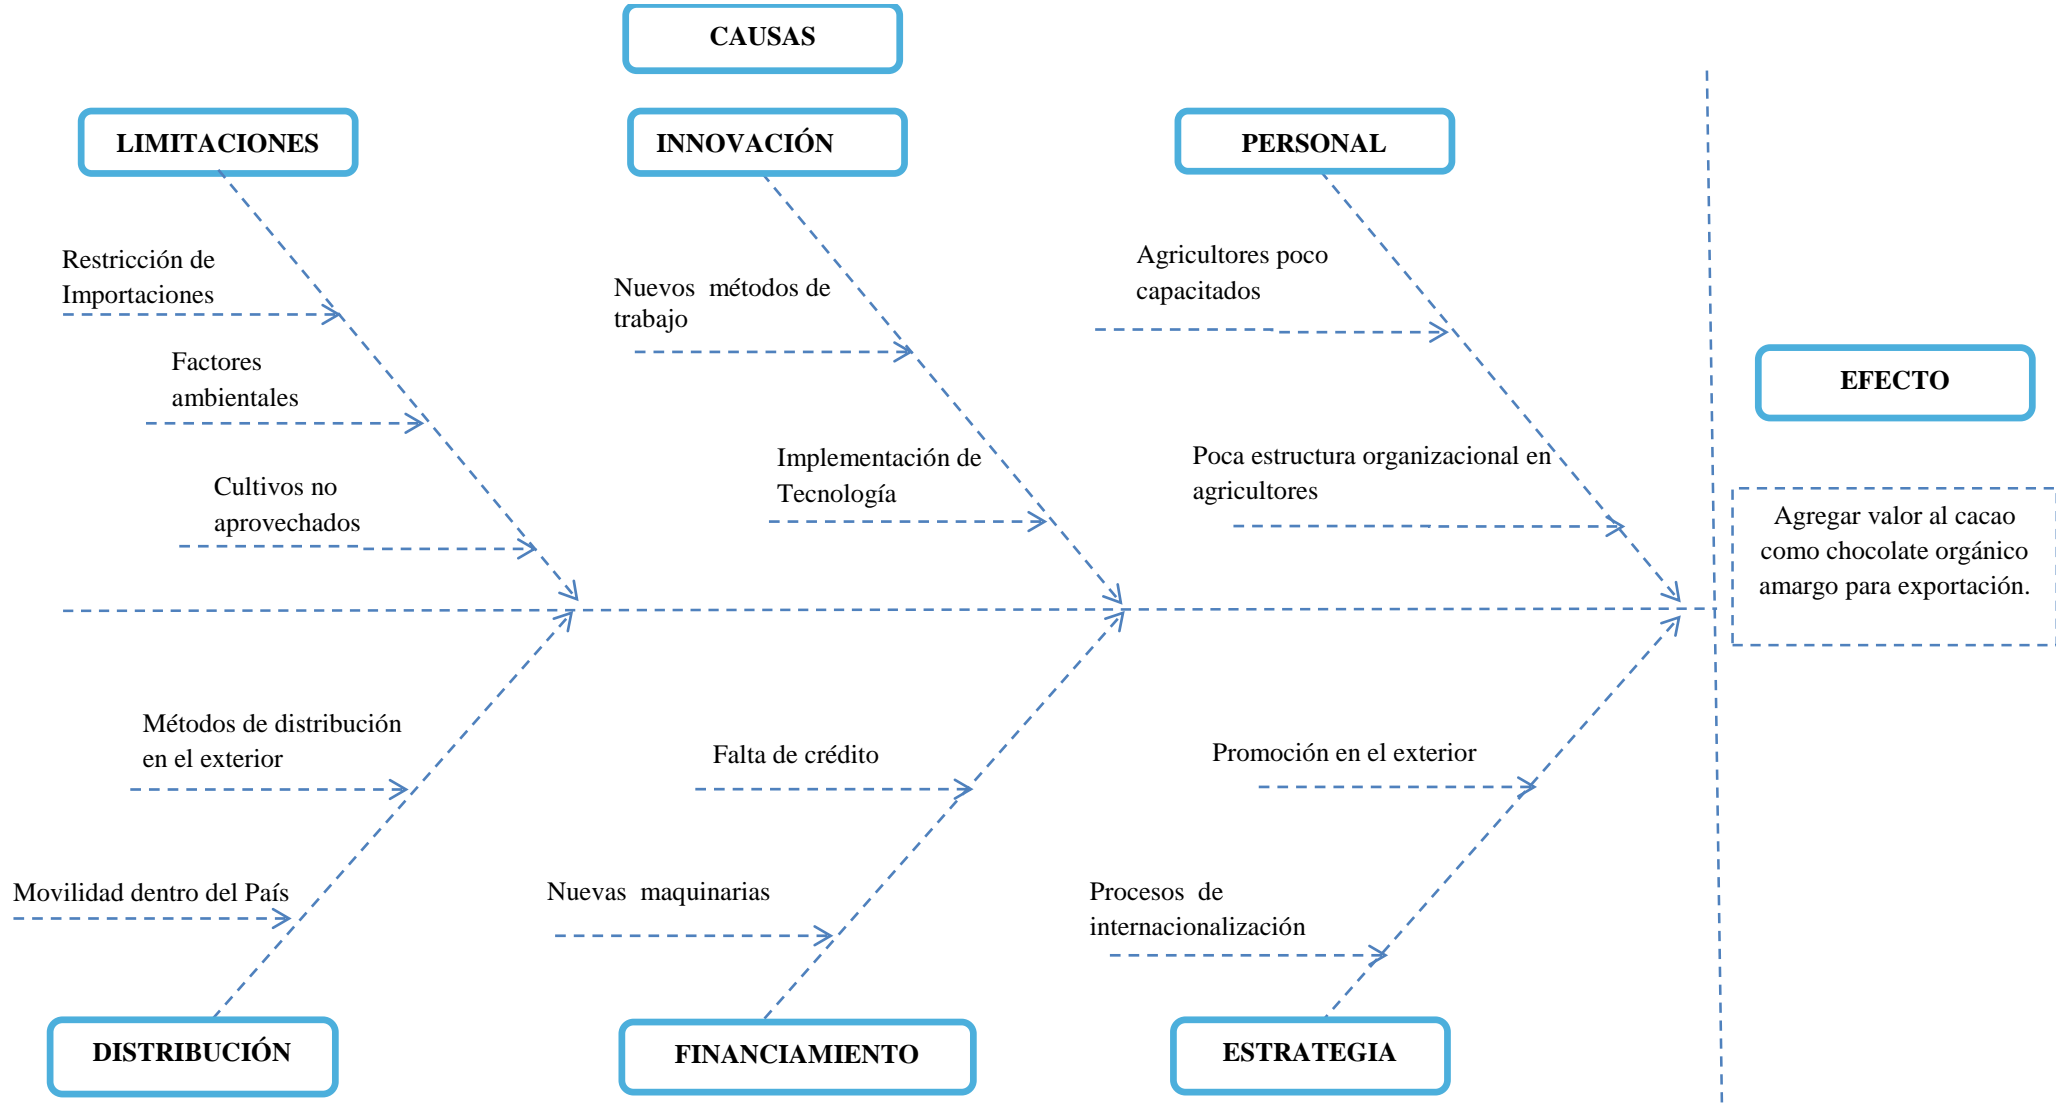 CAUSAS
LIMITACIONES
INNOVACIÓN
PERSONAL
Restricción de
Importaciones
Factores
ambientales
Cultivos no
aprovechados
Nuevos métodos de
trabajo
Implementación de
Tecnología
Agricultores poco
capacitados
Poca estructura organizacional en
agricultores
EFECTO
Agregar valor al cacao
como chocolate orgánico
amargo para exportación.
Métodos de distribución
en el exterior
Movilidad dentro del País
Falta de crédito
Nuevas maquinarias
Promoción en el exterior
Procesos de
internacionalización
DISTRIBUCIÓN
FINANCIAMIENTO
ESTRATEGIA